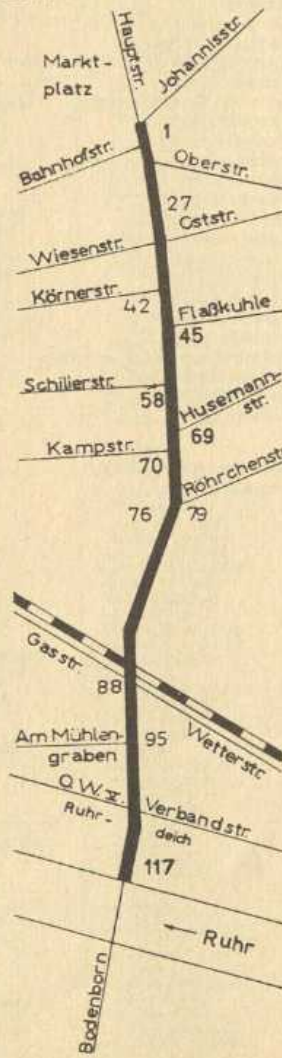 Hauptstr.
Johannisstr.
Markt-
platz
1
Bahnhofstr.
Oberstr.
27
Oststr.
Wiesenstr.
Körnerstr.
42
Flaßkuhle
45
Schillerstr.
58
Husemann-
str.
69
Kampstr.
70
Röhrchenstr.
76
79
Gasstr.
88
Wetterstr.
Am Mühlen-
graben
95
Verbandstr.
Ruhr-
deich
117
Ruhr
Bodenborn